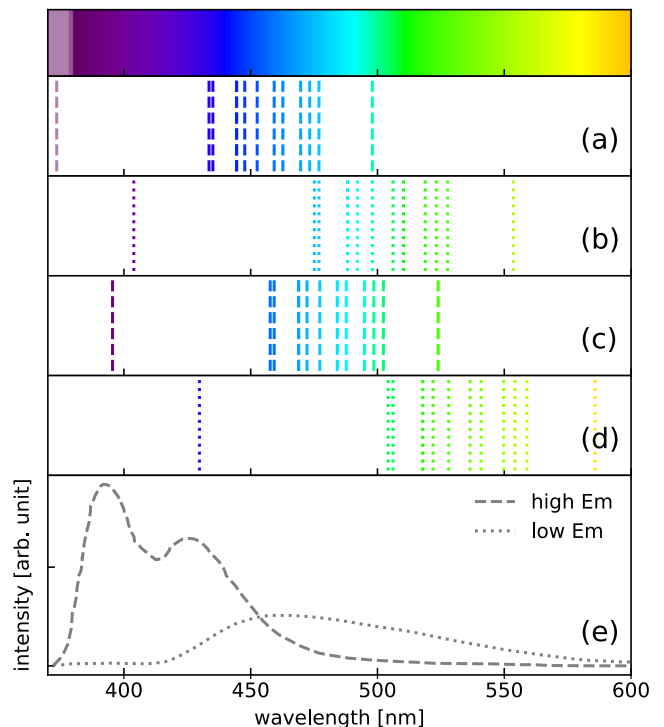 (a)
(b)
(c)
(d)
high Em
low Em
(e)
intensity [arb. unit]
400 450 500 550 600
wavelength [nm]